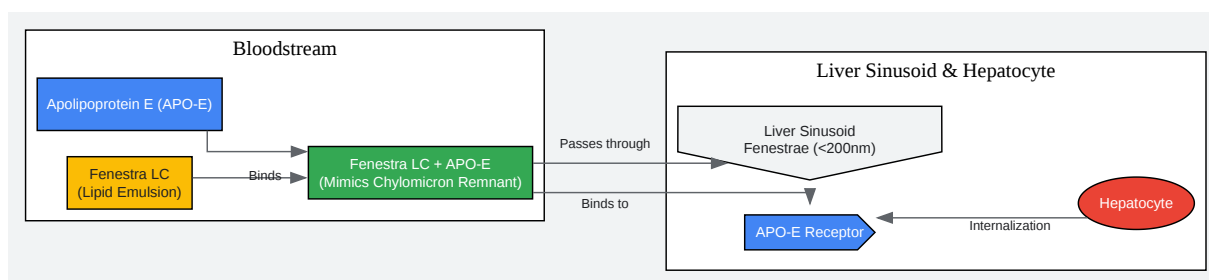 Bloodstream
Apolipoprotein E (APO-E)
Fenestra LC
(Lipid Emulsion)
Binds
Fenestra LC + APO-E
(Mimics Chylomicron Remnant)
Passes through
Binds to
Liver Sinusoid & Hepatocyte
Liver Sinusoid
Fenestrae (<200nm)
APO-E Receptor
Internalization
Hepatocyte